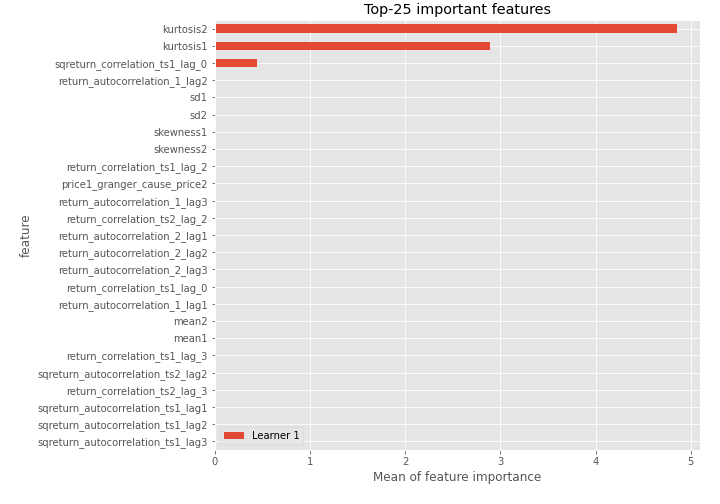 Top-25 important features
kurtosis2
kurtosis1
sqreturn_correlation_ts1_lag_0
return_autocorrelation_1_lag2
sd1
sd2
skewness1
skewness2
return_correlation_ts1_lag_2
price1_granger_cause_price2
return_autocorrelation_1_lag3
return_correlation_ts2_lag_2
return_autocorrelation_2_lag1
return_autocorrelation_2_lag2
return_autocorrelation_2_lag3
return_correlation_ts1_lag_0
return_autocorrelation_1_lag1
mean2
mean1
return_correlation_ts1_lag_3
sqreturn_autocorrelation_ts2_lag2
return_correlation_ts2_lag_3
sqreturn_autocorrelation_ts1_lag1
sqreturn_autocorrelation_ts1_lag2
sqreturn_autocorrelation_ts1_lag3
feature
Learner 1
0 1 2 3 4 5
Mean of feature importance